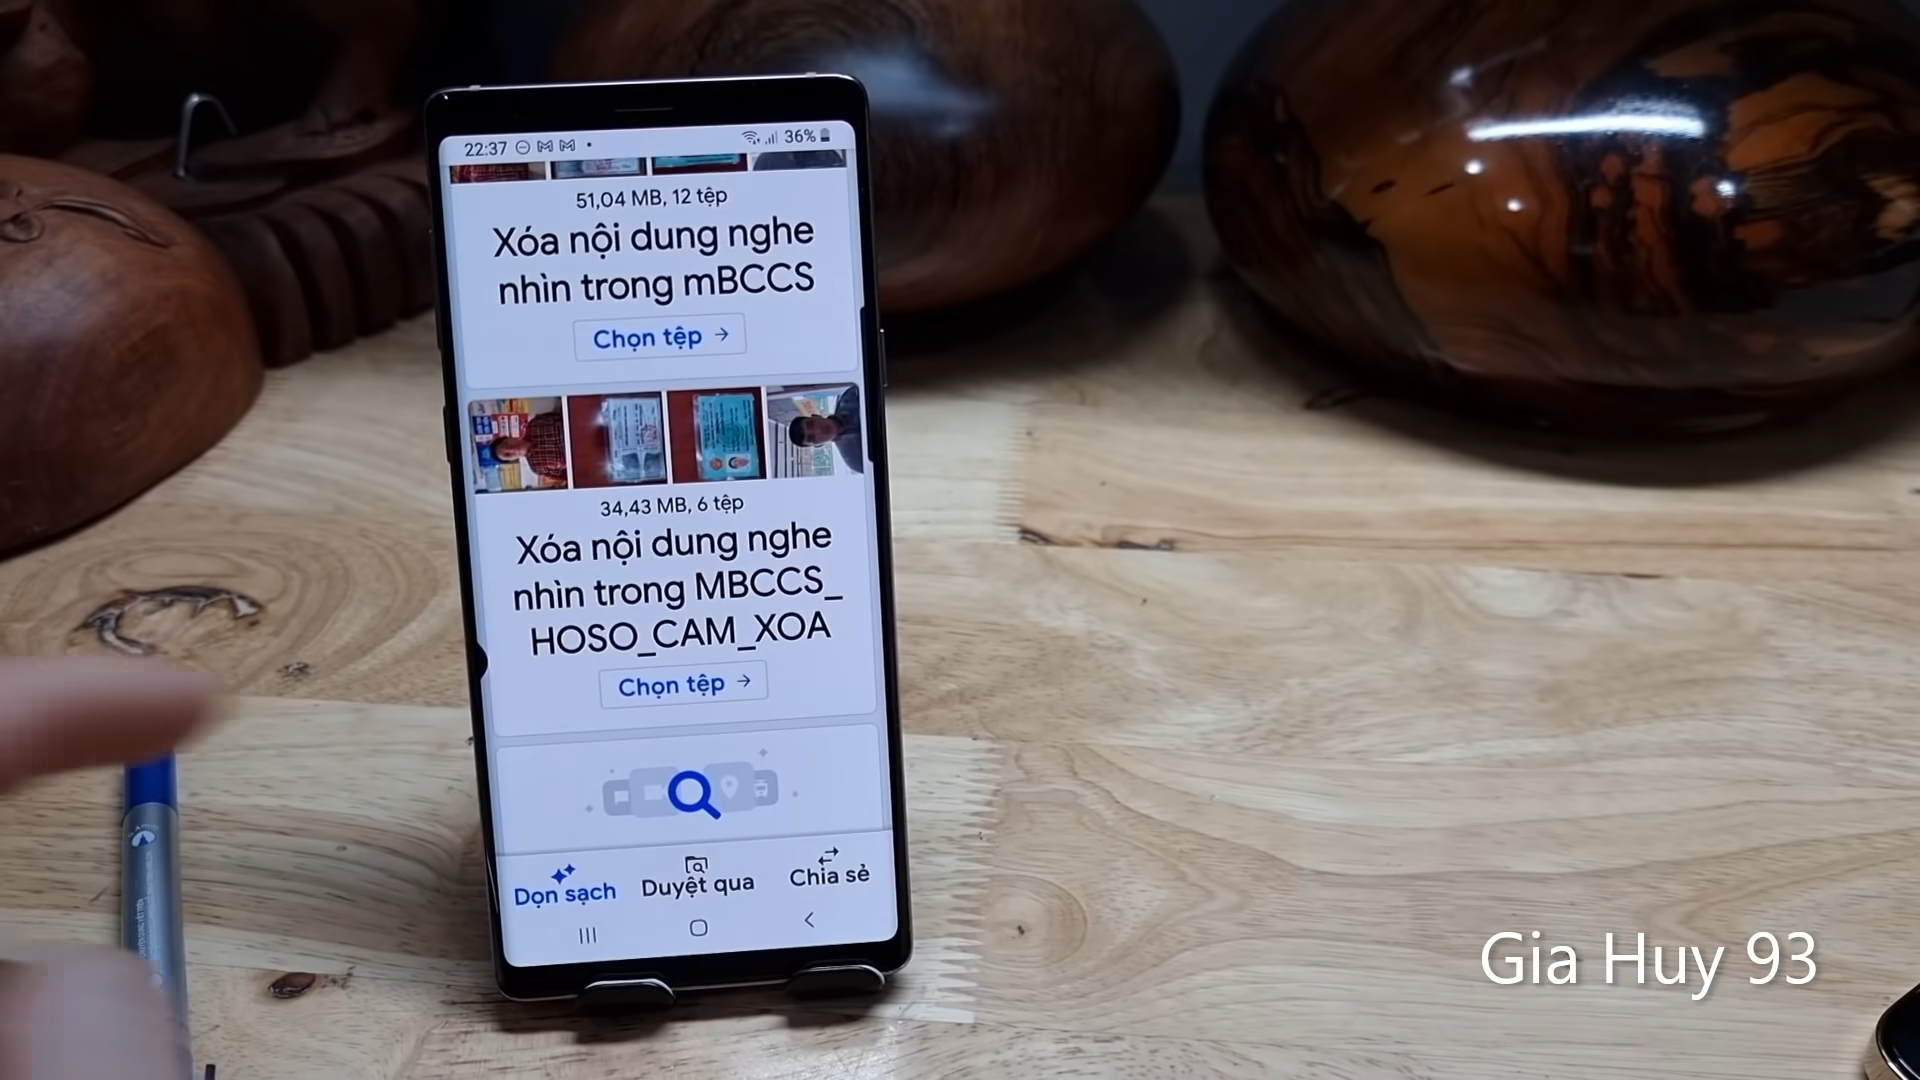 22:37
36%
51,04 MB, 12 tệp
Xóa nội dung nghe
nhìn trong mBCCS
Chọn tệp →
34,43 MB, 6 tệp
Xóa nội dung nghe
nhìn trong MBCCS_
HOSO_CAM_XOA
Chọn tệp →
Dọn sạch
Duyệt qua
Chia sẻ
Gia Huy 93